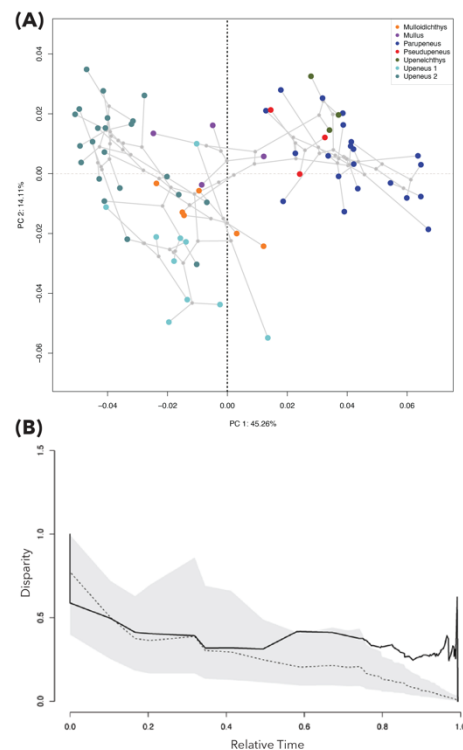 (A)
Mulloidichthys
Mullus
Parupeneus
Pseudupeneus
Upeneichthys
Upeneus 1
Upeneus 2
0.04
0.02
0.00
−0.02
−0.04
−0.06
PC 2: 14.11%
−0.04 −0.02 0.00 0.02 0.04 0.06
PC 1: 45.26%
(B)
1.5
1.0
0.5
0.0
Disparity
0.0 0.2 0.4 0.6 0.8 1.0
Relative Time